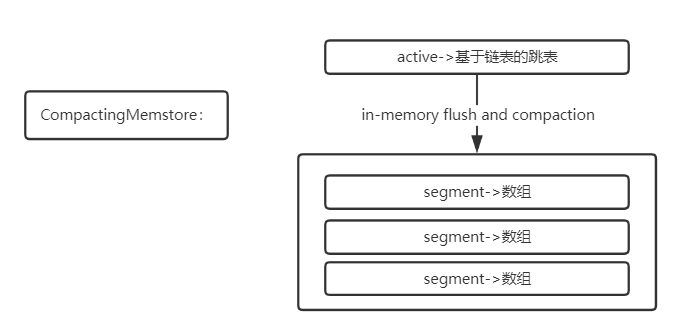 active->基于链表的跳表
CompactingMemstore：
in-memory flush and compaction
segment->数组
segment->数组
segment->数组